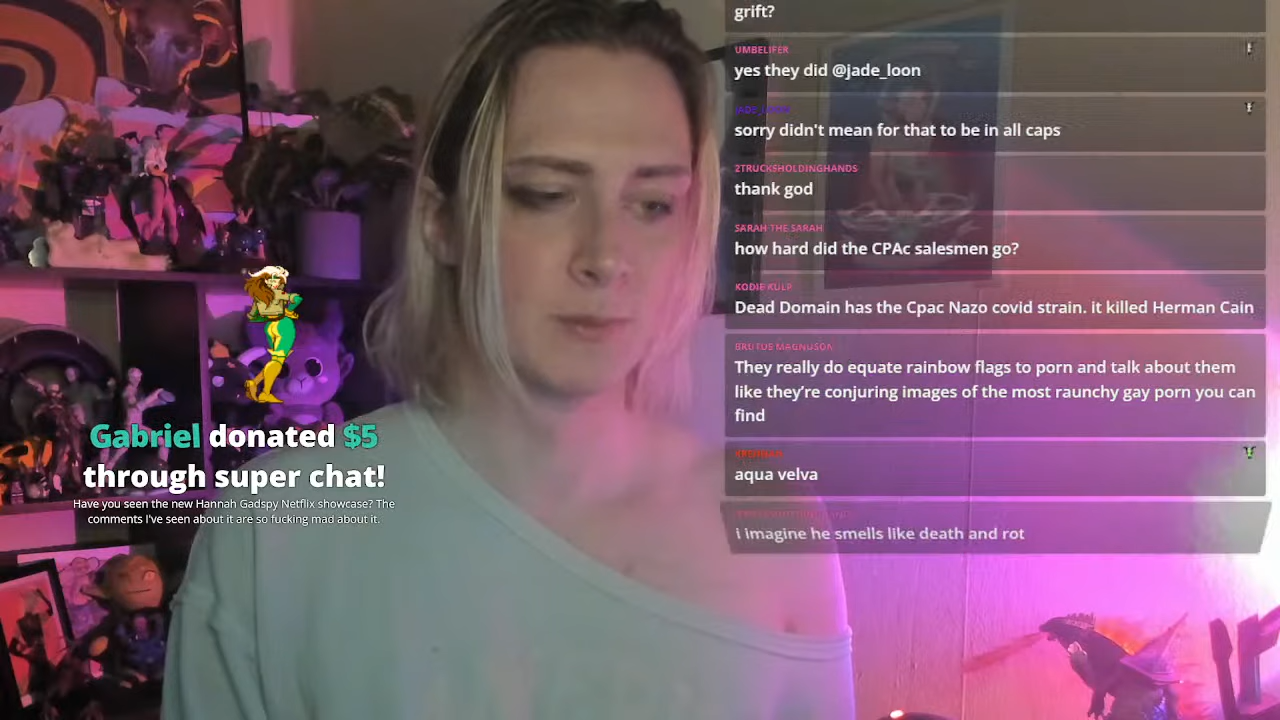 grift?
UMBELIFER
yes they did @jade_loon
JADE_LOON
sorry didn't mean for that to be in all caps
2TRUCKSHOLDINGHANDS
thank god
SARAH THE SARAH
how hard did the CPAc salesmen go?
KODIE KULP
Dead Domain has the Cpac Nazo covid strain. it killed Herman Cain
BRUTUS MAGNUSON
They really do equate rainbow flags to porn and talk about them
like they're conjuring images of the most raunchy gay porn you can
find
aqua velva
i imagine he smells like death and rot
Gabriel donated $5
through super chat!
Have you seen the new Hannah Gadspy Netflix showcase? The
comments I've seen about it are so fucking mad about it.